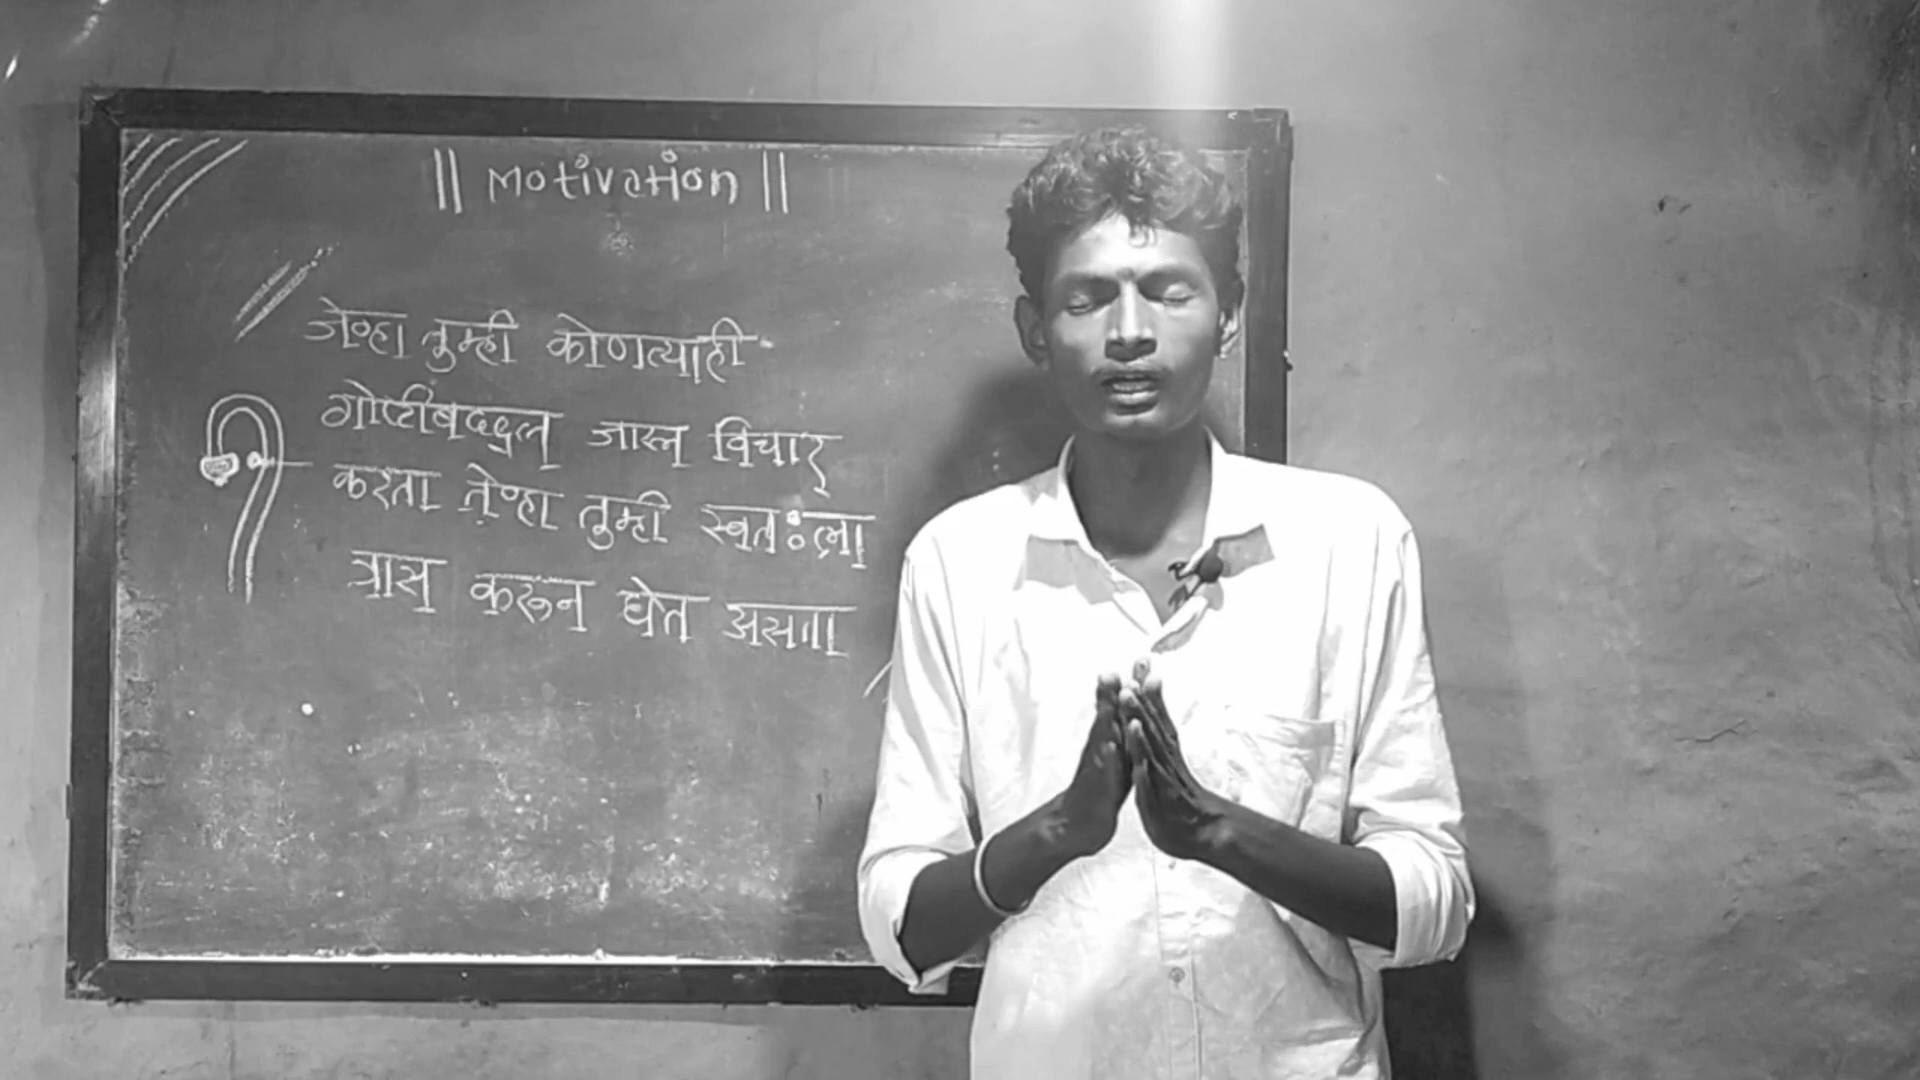 || Motivation ||
जेव्हा तुम्ही कोणत्याही
गोष्टींबद्दल जास्त विचार
करता तेव्हा तुम्ही स्वतःला
त्रास करून घेत असता